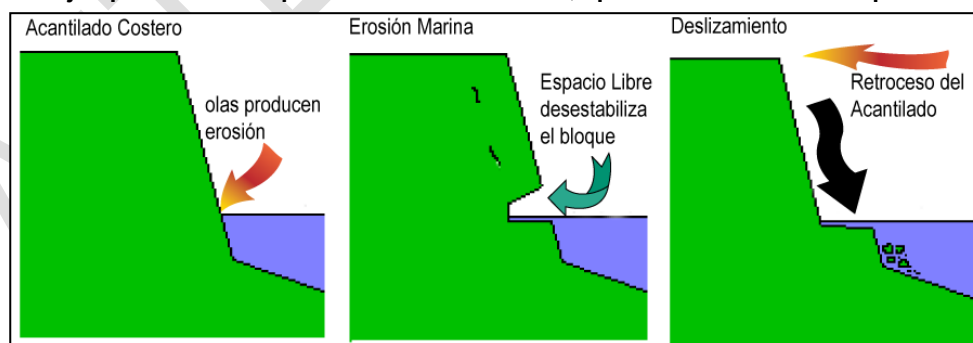 Acantilado Costero
olas producen
erosión
Erosión Marina
Espacio Libre
desestabiliza
el bloque
Deslizamiento
Retroceso del
Acantilado